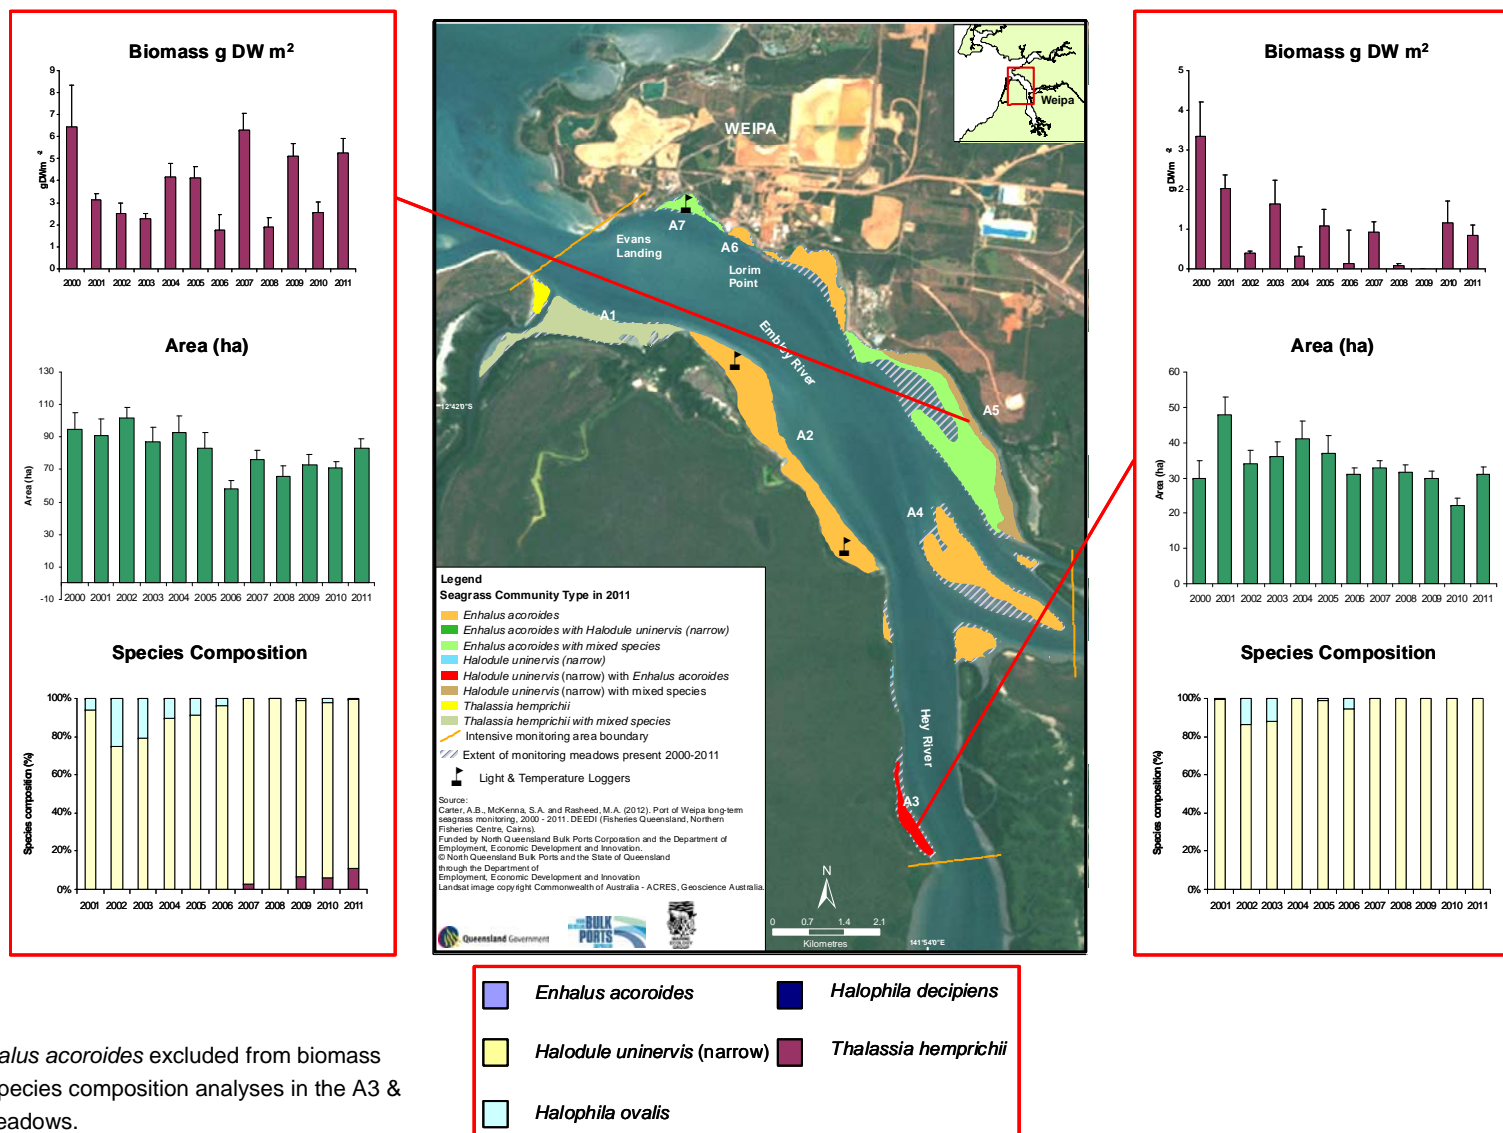 Biomass g DW m²
9
8
7
6
5
4
3
2
1
0
gDWm⁻²
2000 2001 2002 2003 2004 2005 2006 2007 2008 2009 2010 2011
Area (ha)
130
110
90
70
50
30
10
-10
Area (ha)
2000 2001 2002 2003 2004 2005 2006 2007 2008 2009 2010 2011
Species Composition
100%
80%
60%
40%
20%
0%
Species composition (%)
2001 2002 2003 2004 2005 2006 2007 2008 2009 2010 2011
WEIPA
Weipa
A7
Evans
Landing
A6
Lorim
Point
A1
Embley River
A5
12°42'0"S
A2
A4
Hey River
A3
N
0 0.7 1.4 2.1
Kilometres
141°54'0"E
Legend
Seagrass Community Type in 2011
Enhalus acoroides
Enhalus acoroides with Halodule uninervis (narrow)
Enhalus acoroides with mixed species
Halodule uninervis (narrow)
Halodule uninervis (narrow) with Enhalus acoroides
Halodule uninervis (narrow) with mixed species
Thalassia hemprichii
Thalassia hemprichii with mixed species
Intensive monitoring area boundary
Extent of monitoring meadows present 2000-2011
Light & Temperature Loggers
Source:
Carter, A.B., McKenna, S.A. and Rasheed, M.A. (2012). Port of Weipa long-term
seagrass monitoring, 2000 - 2011. DEEDI (Fisheries Queensland, Northern
Fisheries Centre, Cairns).
Funded by North Queensland Bulk Ports Corporation and the Department of
Employment, Economic Development and Innovation.
© North Queensland Bulk Ports and the State of Queensland
through the Department of
Employment, Economic Development and Innovation
Landsat image copyright Commonwealth of Australia - ACRES, Geoscience Australia.
Queensland Government
BULK
PORTS
MARINE
ECOLOGY
GROUP
Biomass g DW m²
5
4
3
2
1
0
g DWm⁻²
2000 2001 2002 2003 2004 2005 2006 2007 2008 2009 2010 2011
Area (ha)
60
50
40
30
20
10
0
Area (ha)
2000 2001 2002 2003 2004 2005 2006 2007 2008 2009 2010 2011
Species Composition
100%
80%
60%
40%
20%
0%
Species composition (%)
2001 2002 2003 2004 2005 2006 2007 2008 2009 2010 2011
Enhalus acoroides
Halophila decipiens
Halodule uninervis (narrow)
Thalassia hemprichii
Halophila ovalis
alus acoroides excluded from biomass
pecies composition analyses in the A3 &
eadows.